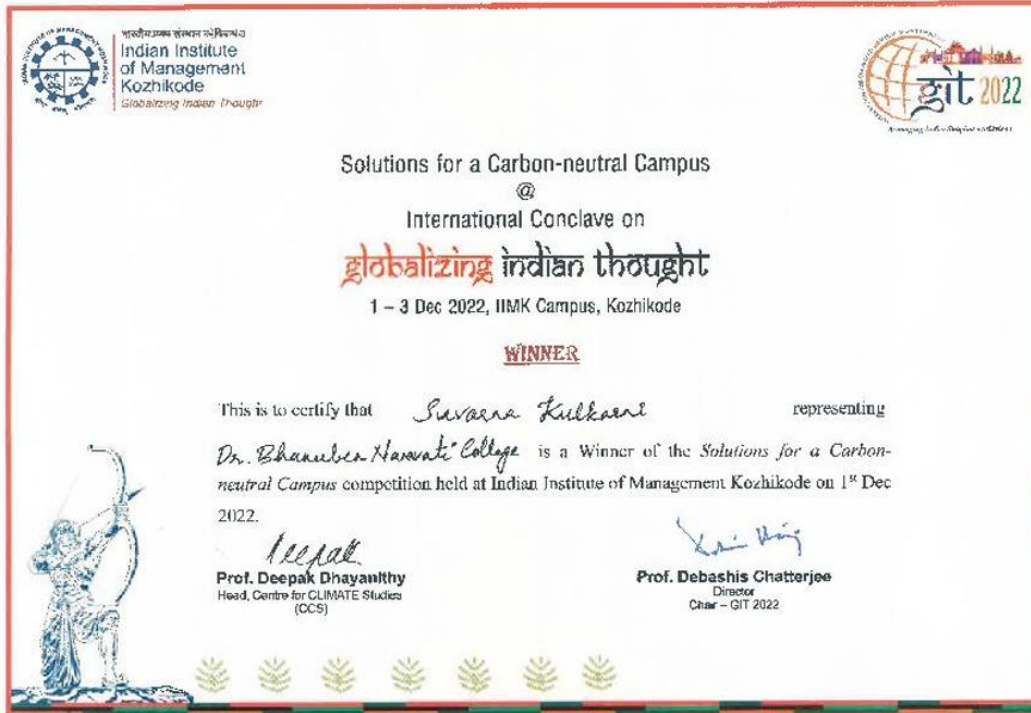 Indian Institute
of Management
Kozhikode
Globalizing Indian Thought
git 2022
Solutions for a Carbon-neutral Campus
@
International Conclave on
globalizing indian thought
1 – 3 Dec 2022, IIMK Campus, Kozhikode
WINNER
This is to certify that Suvarna Kulkarni representing
Dr. Bhanuben Nanavati College is a Winner of the Solutions for a Carbon-
neutral Campus competition held at Indian Institute of Management Kozhikode on 1st Dec
2022.
Deepak
Prof. Deepak Dhayanithy
Prof. Debashis Chatterjee
Head, Centre for CLIMATE Studies
Director
(CCS)
Chair – GIT 2022